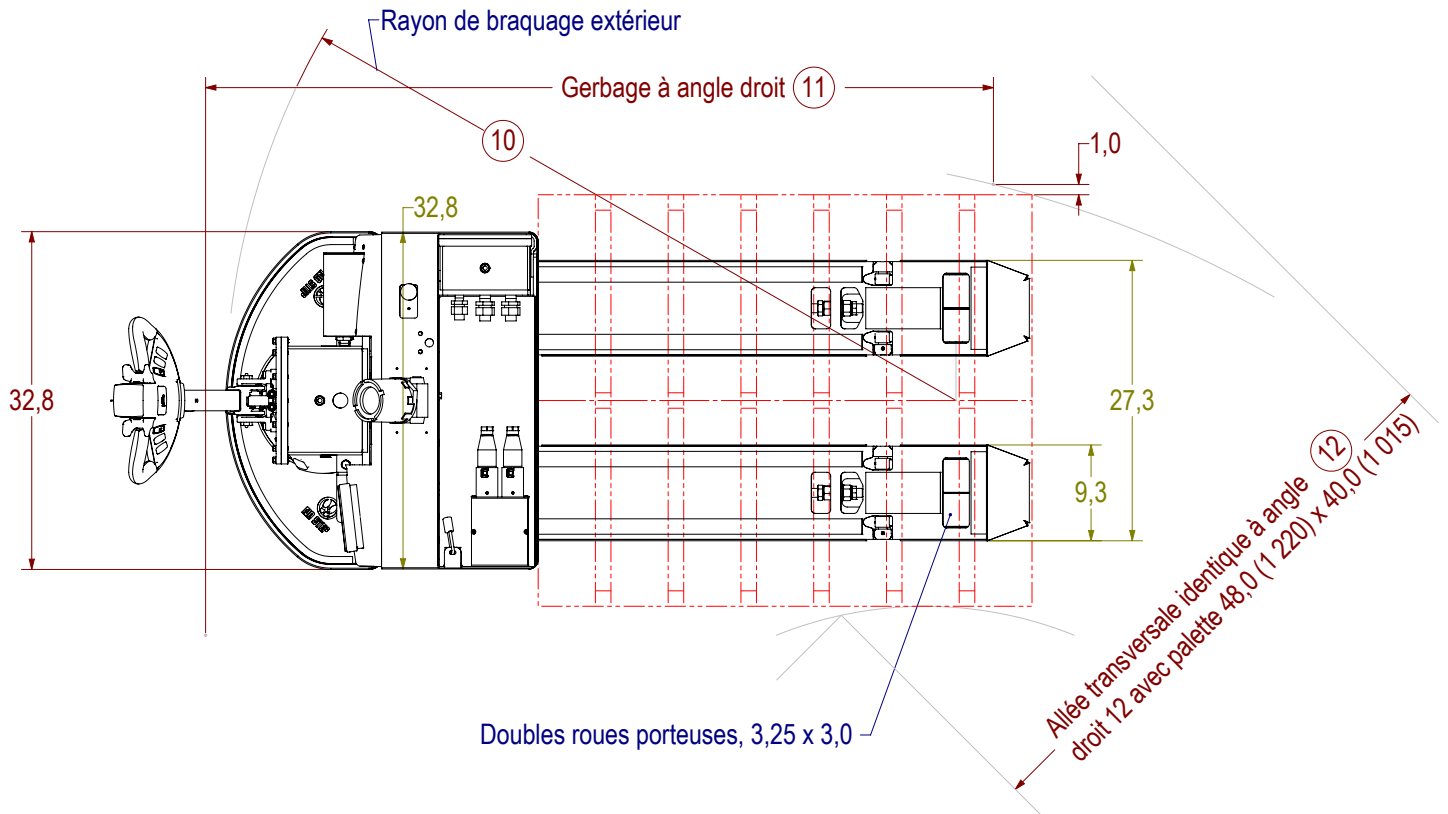 Rayon de braquage extérieur
Gerbage à angle droit 11
10
1,0
32,8
32,8
27,3
9,3
NO STEP
Allée transversale identique à angle 12
droit 12 avec palette 48,0 (1 220) x 40,0 (1 015)
Doubles roues porteuses, 3,25 x 3,0